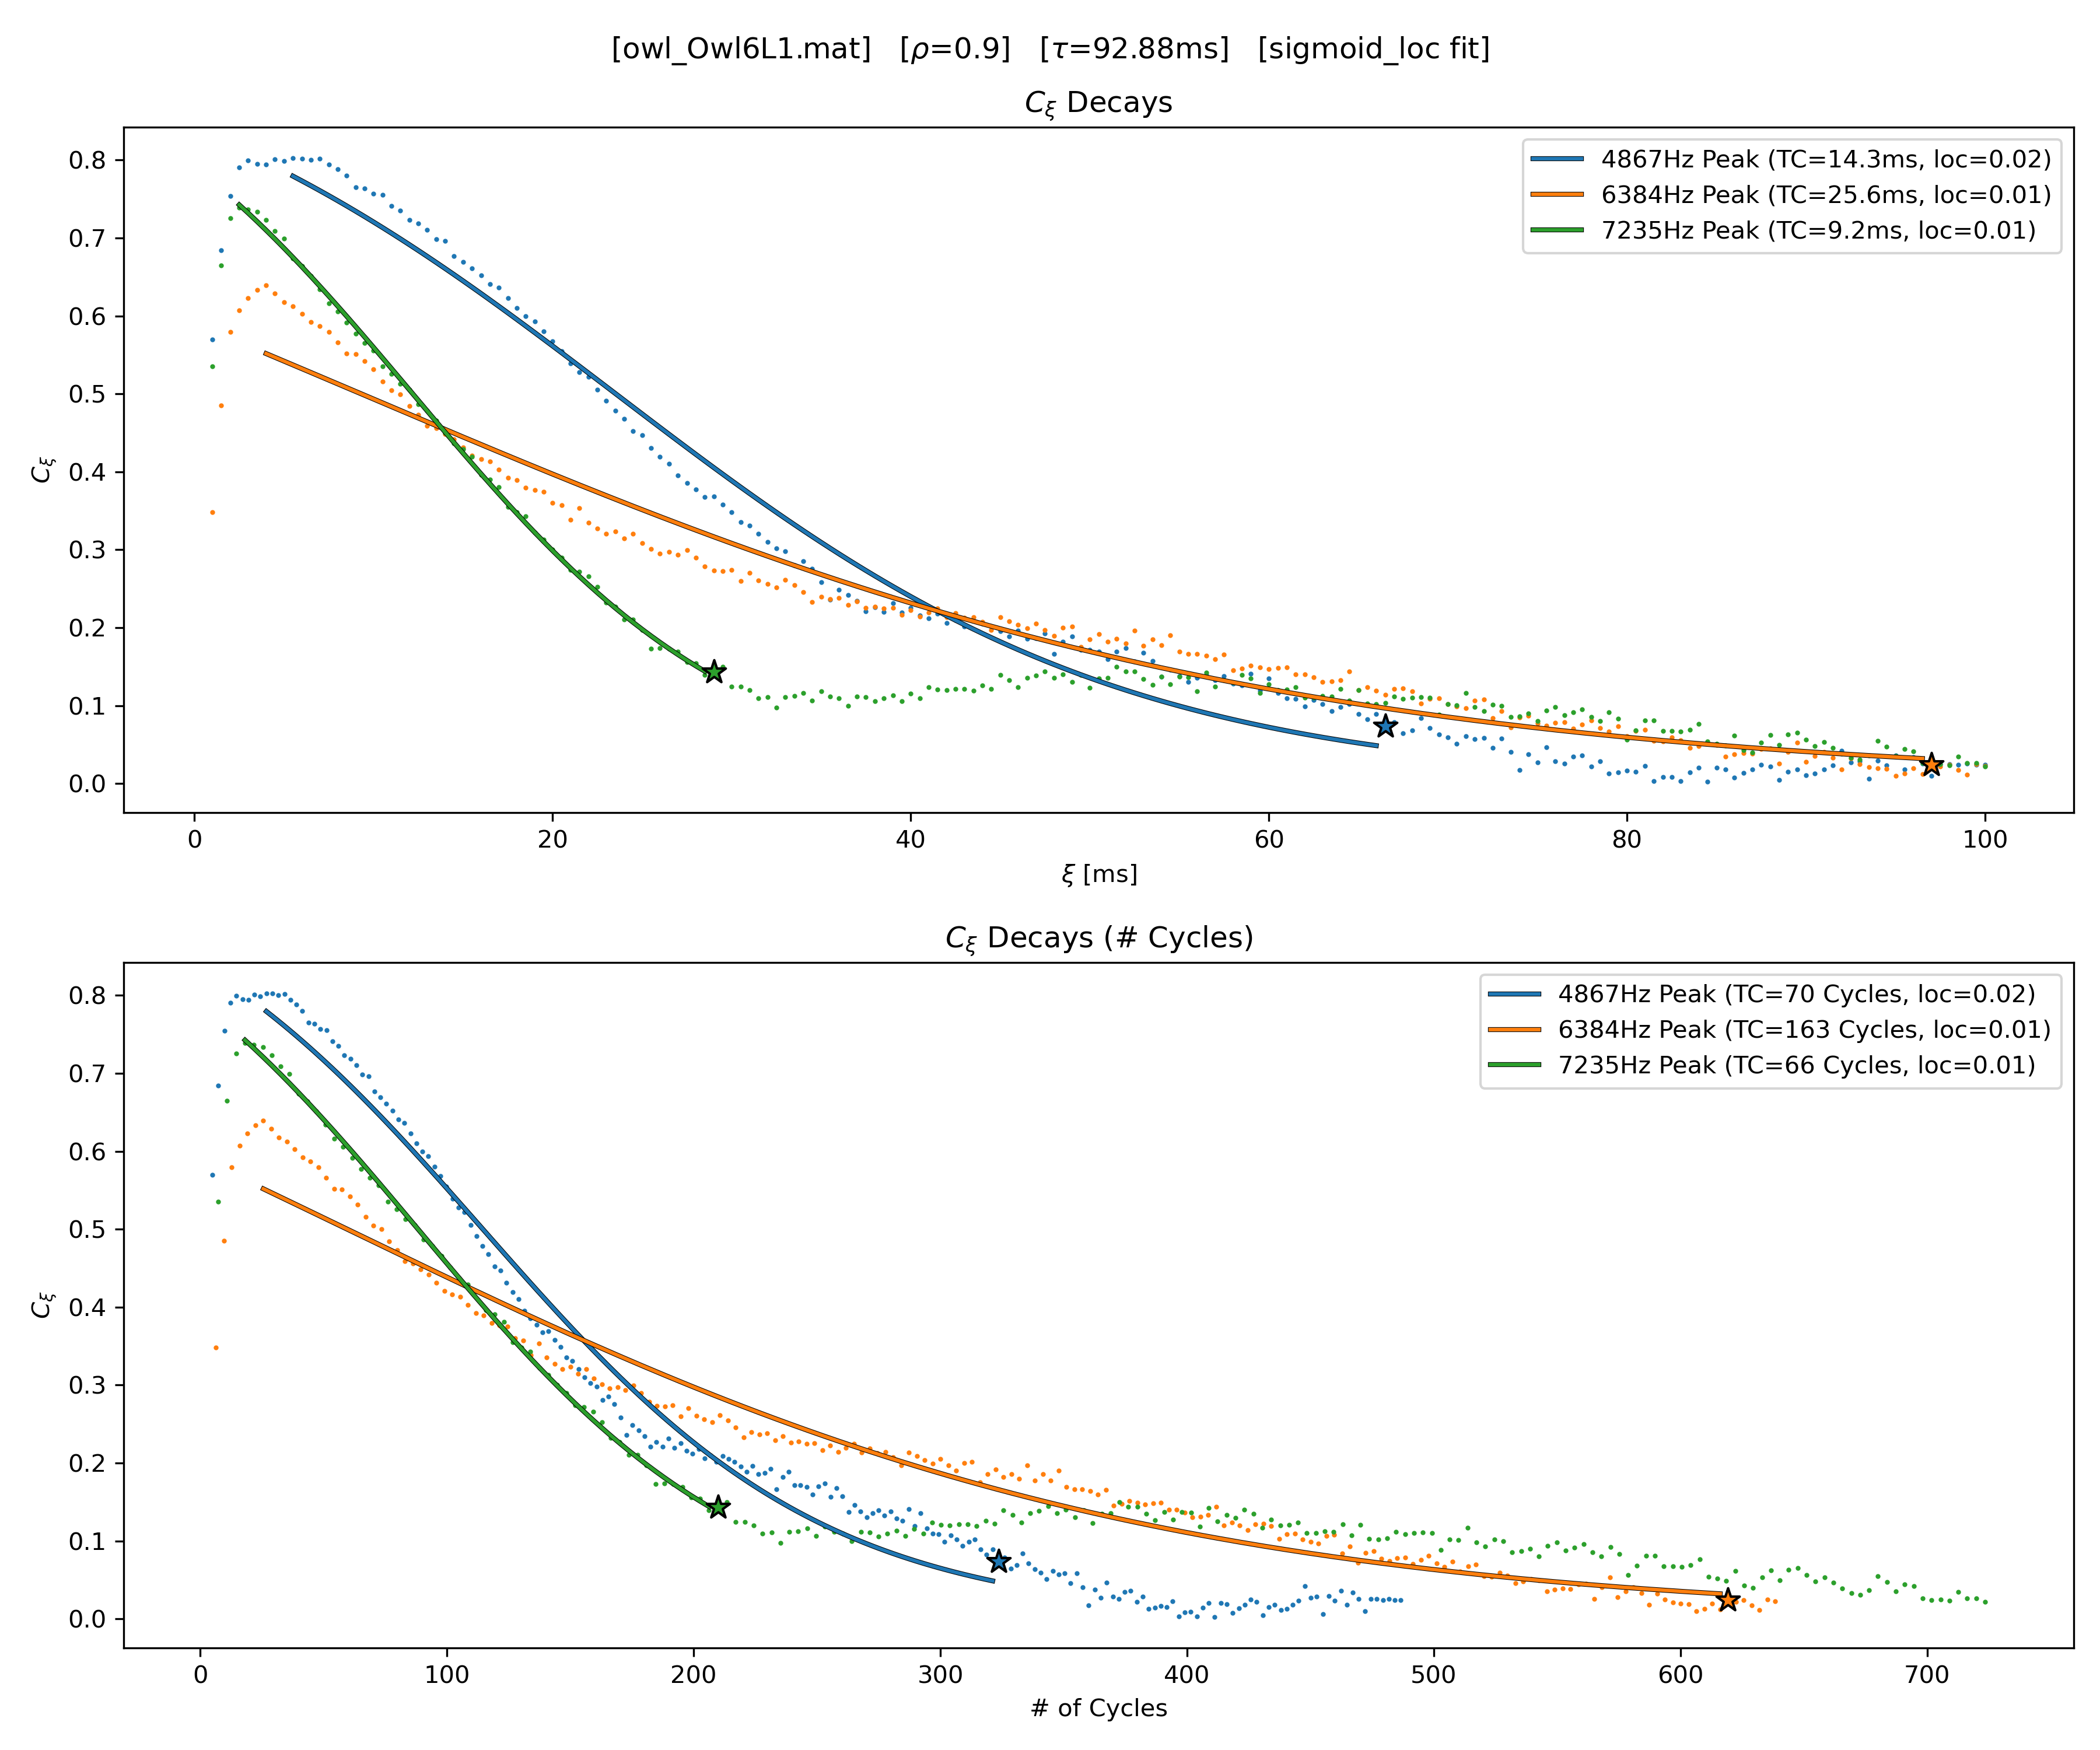 [owl_Owl6L1.mat]   [ρ=0.9]   [τ=92.88ms]   [sigmoid_loc fit]
Cξ Decays
0.8
0.7
0.6
0.5
0.4
0.3
0.2
0.1
0.0
Cξ
4867Hz Peak (TC=14.3ms, loc=0.02)
6384Hz Peak (TC=25.6ms, loc=0.01)
7235Hz Peak (TC=9.2ms, loc=0.01)
0 20 40 60 80 100
ξ [ms]
Cξ Decays (# Cycles)
0.8
0.7
0.6
0.5
0.4
0.3
0.2
0.1
0.0
Cξ
4867Hz Peak (TC=70 Cycles, loc=0.02)
6384Hz Peak (TC=163 Cycles, loc=0.01)
7235Hz Peak (TC=66 Cycles, loc=0.01)
0 100 200 300 400 500 600 700
# of Cycles